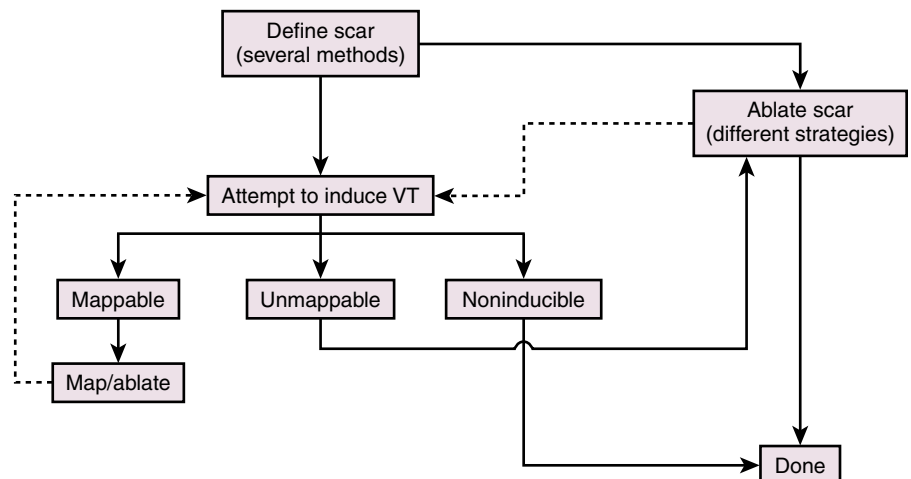 Define scar
(several methods)
Ablate scar
(different strategies)
Attempt to induce VT
Mappable
Unmappable
Noninducible
Map/ablate
Done